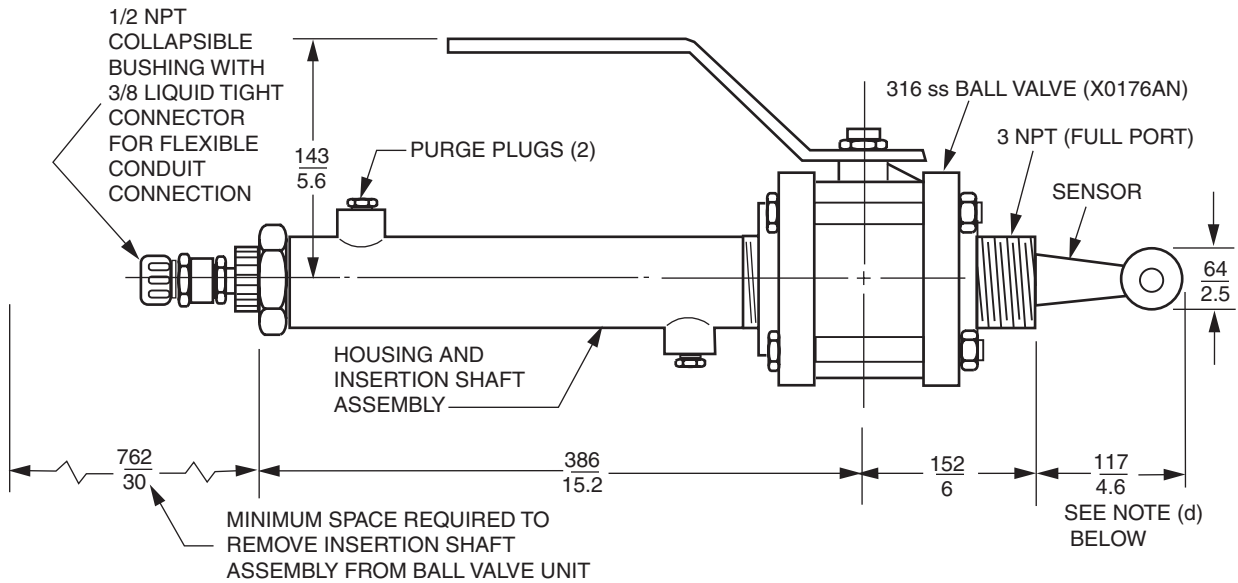 1/2 NPT
COLLAPSIBLE
BUSHING WITH
3/8 LIQUID TIGHT
CONNECTOR
FOR FLEXIBLE
CONDUIT
CONNECTION
143
5.6
PURGE PLUGS (2)
316 ss BALL VALVE (X0176AN)
3 NPT (FULL PORT)
SENSOR
64
2.5
HOUSING AND
INSERTION SHAFT
ASSEMBLY
762
30
386
15.2
152
6
117
4.6
SEE NOTE (d)
BELOW
MINIMUM SPACE REQUIRED TO
REMOVE INSERTION SHAFT
ASSEMBLY FROM BALL VALVE UNIT